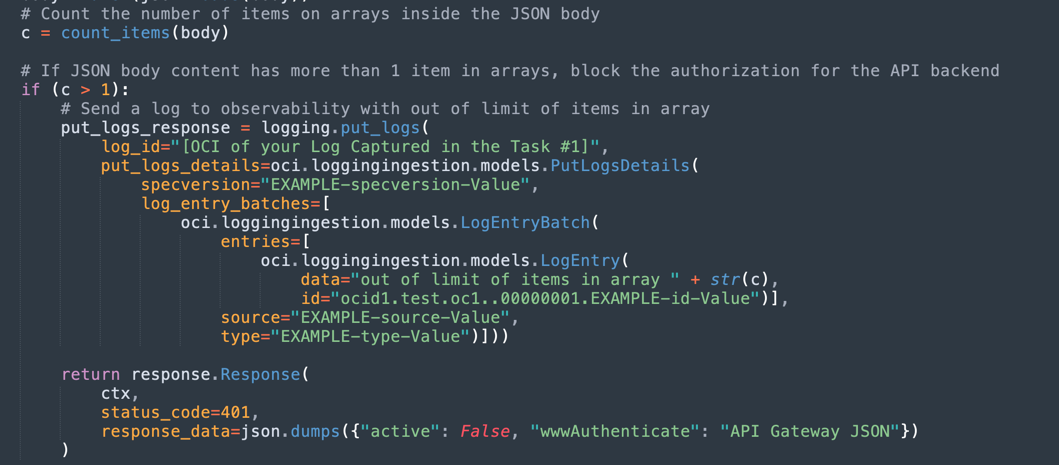 # Count the number of items on arrays inside the JSON body
c = count_items(body)
# If JSON body content has more than 1 item in arrays, block the authorization for the API backend
if (c > 1):
    # Send a log to observability with out of limit of items in array
    put_logs_response = logging.put_logs(
        log_id="[OCI of your Log Captured in the Task #1]",
        put_logs_details=oci.loggingingestion.models.PutLogsDetails(
            specversion="EXAMPLE-specversion-Value",
            log_entry_batches=[
                oci.loggingingestion.models.LogEntryBatch(
                    entries=[
                        oci.loggingingestion.models.LogEntry(
                            data="out of limit of items in array " + str(c),
                            id="ocid1.test.oc1..00000001.EXAMPLE-id-Value")],
                    source="EXAMPLE-source-Value",
                    type="EXAMPLE-type-Value")]))
    return response.Response(
        ctx,
        status_code=401,
        response_data=json.dumps({"active": False, "wwwAuthenticate": "API Gateway JSON"})
    )